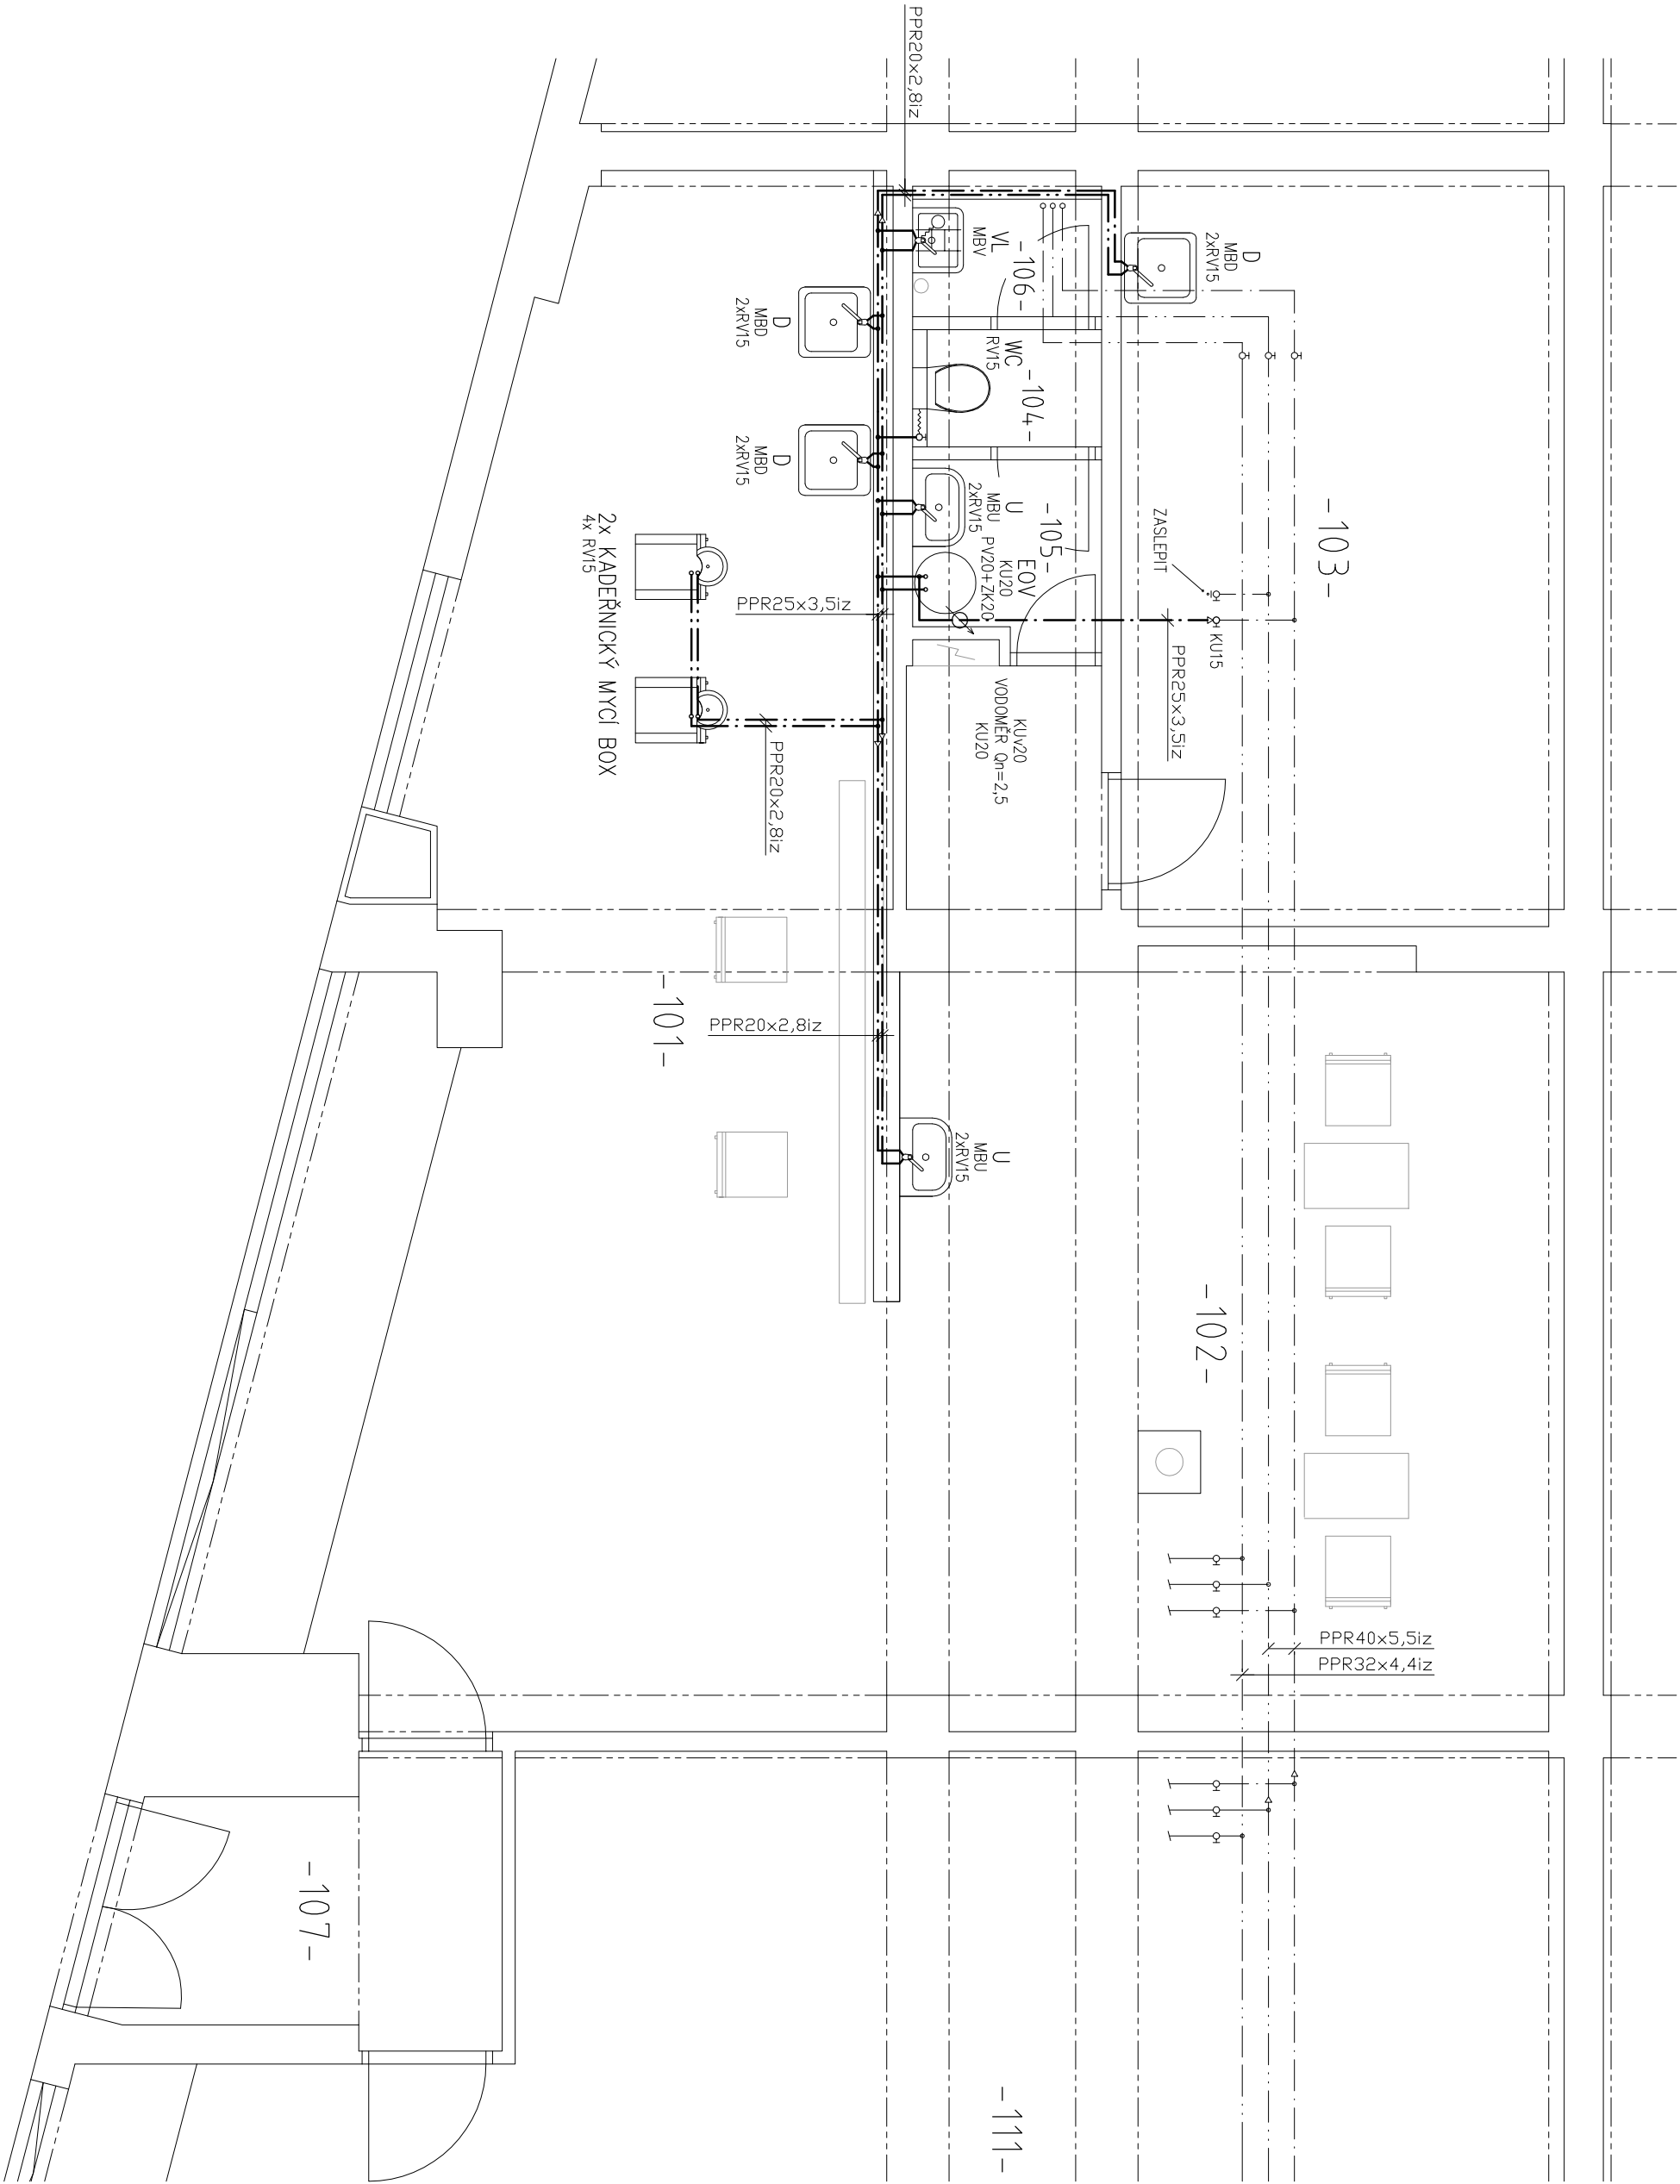 PPR20x2,8iz
D
MBD
2xRV15
VL
MBV
-106-
D
MBD
2xRV15
WC
RV15
-104-
D
MBD
2xRV15
U
MBU
2xRV15
-105-
ZASLEPIT
-103-
EOV
KU20
PV20+ZK20
2x KADEŘNICKÝ MYCÍ BOX
4x RV15
PPR25x3,5iz
KU15
PPR25x3,5iz
KUv20
VODOMĚR Qn=2,5
KU20
PPR20x2,8iz
-101-
PPR20x2,8iz
U
MBU
2xRV15
-102-
PPR40x5,5iz
PPR32x4,4iz
-107-
-111-